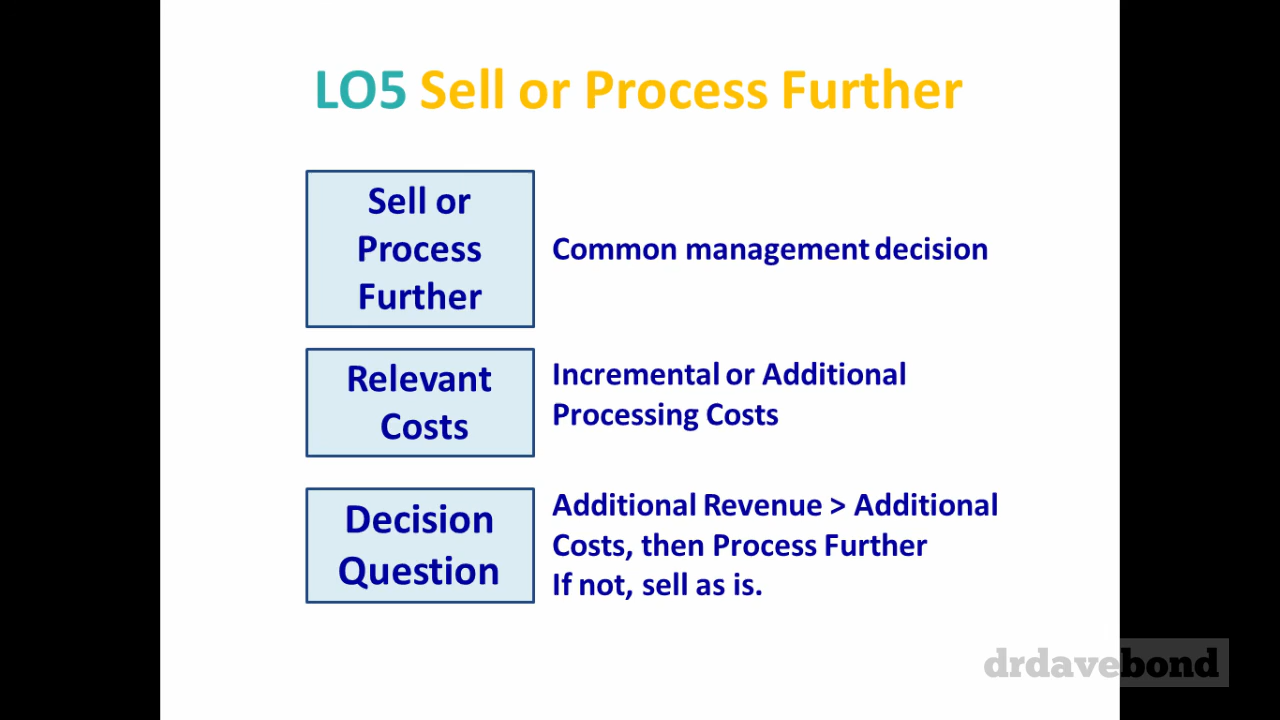 LO5 Sell or Process Further
Sell or
Process
Further
Common management decision
Relevant
Costs
Incremental or Additional
Processing Costs
Decision
Question
Additional Revenue > Additional
Costs, then Process Further
If not, sell as is.
drdavebond